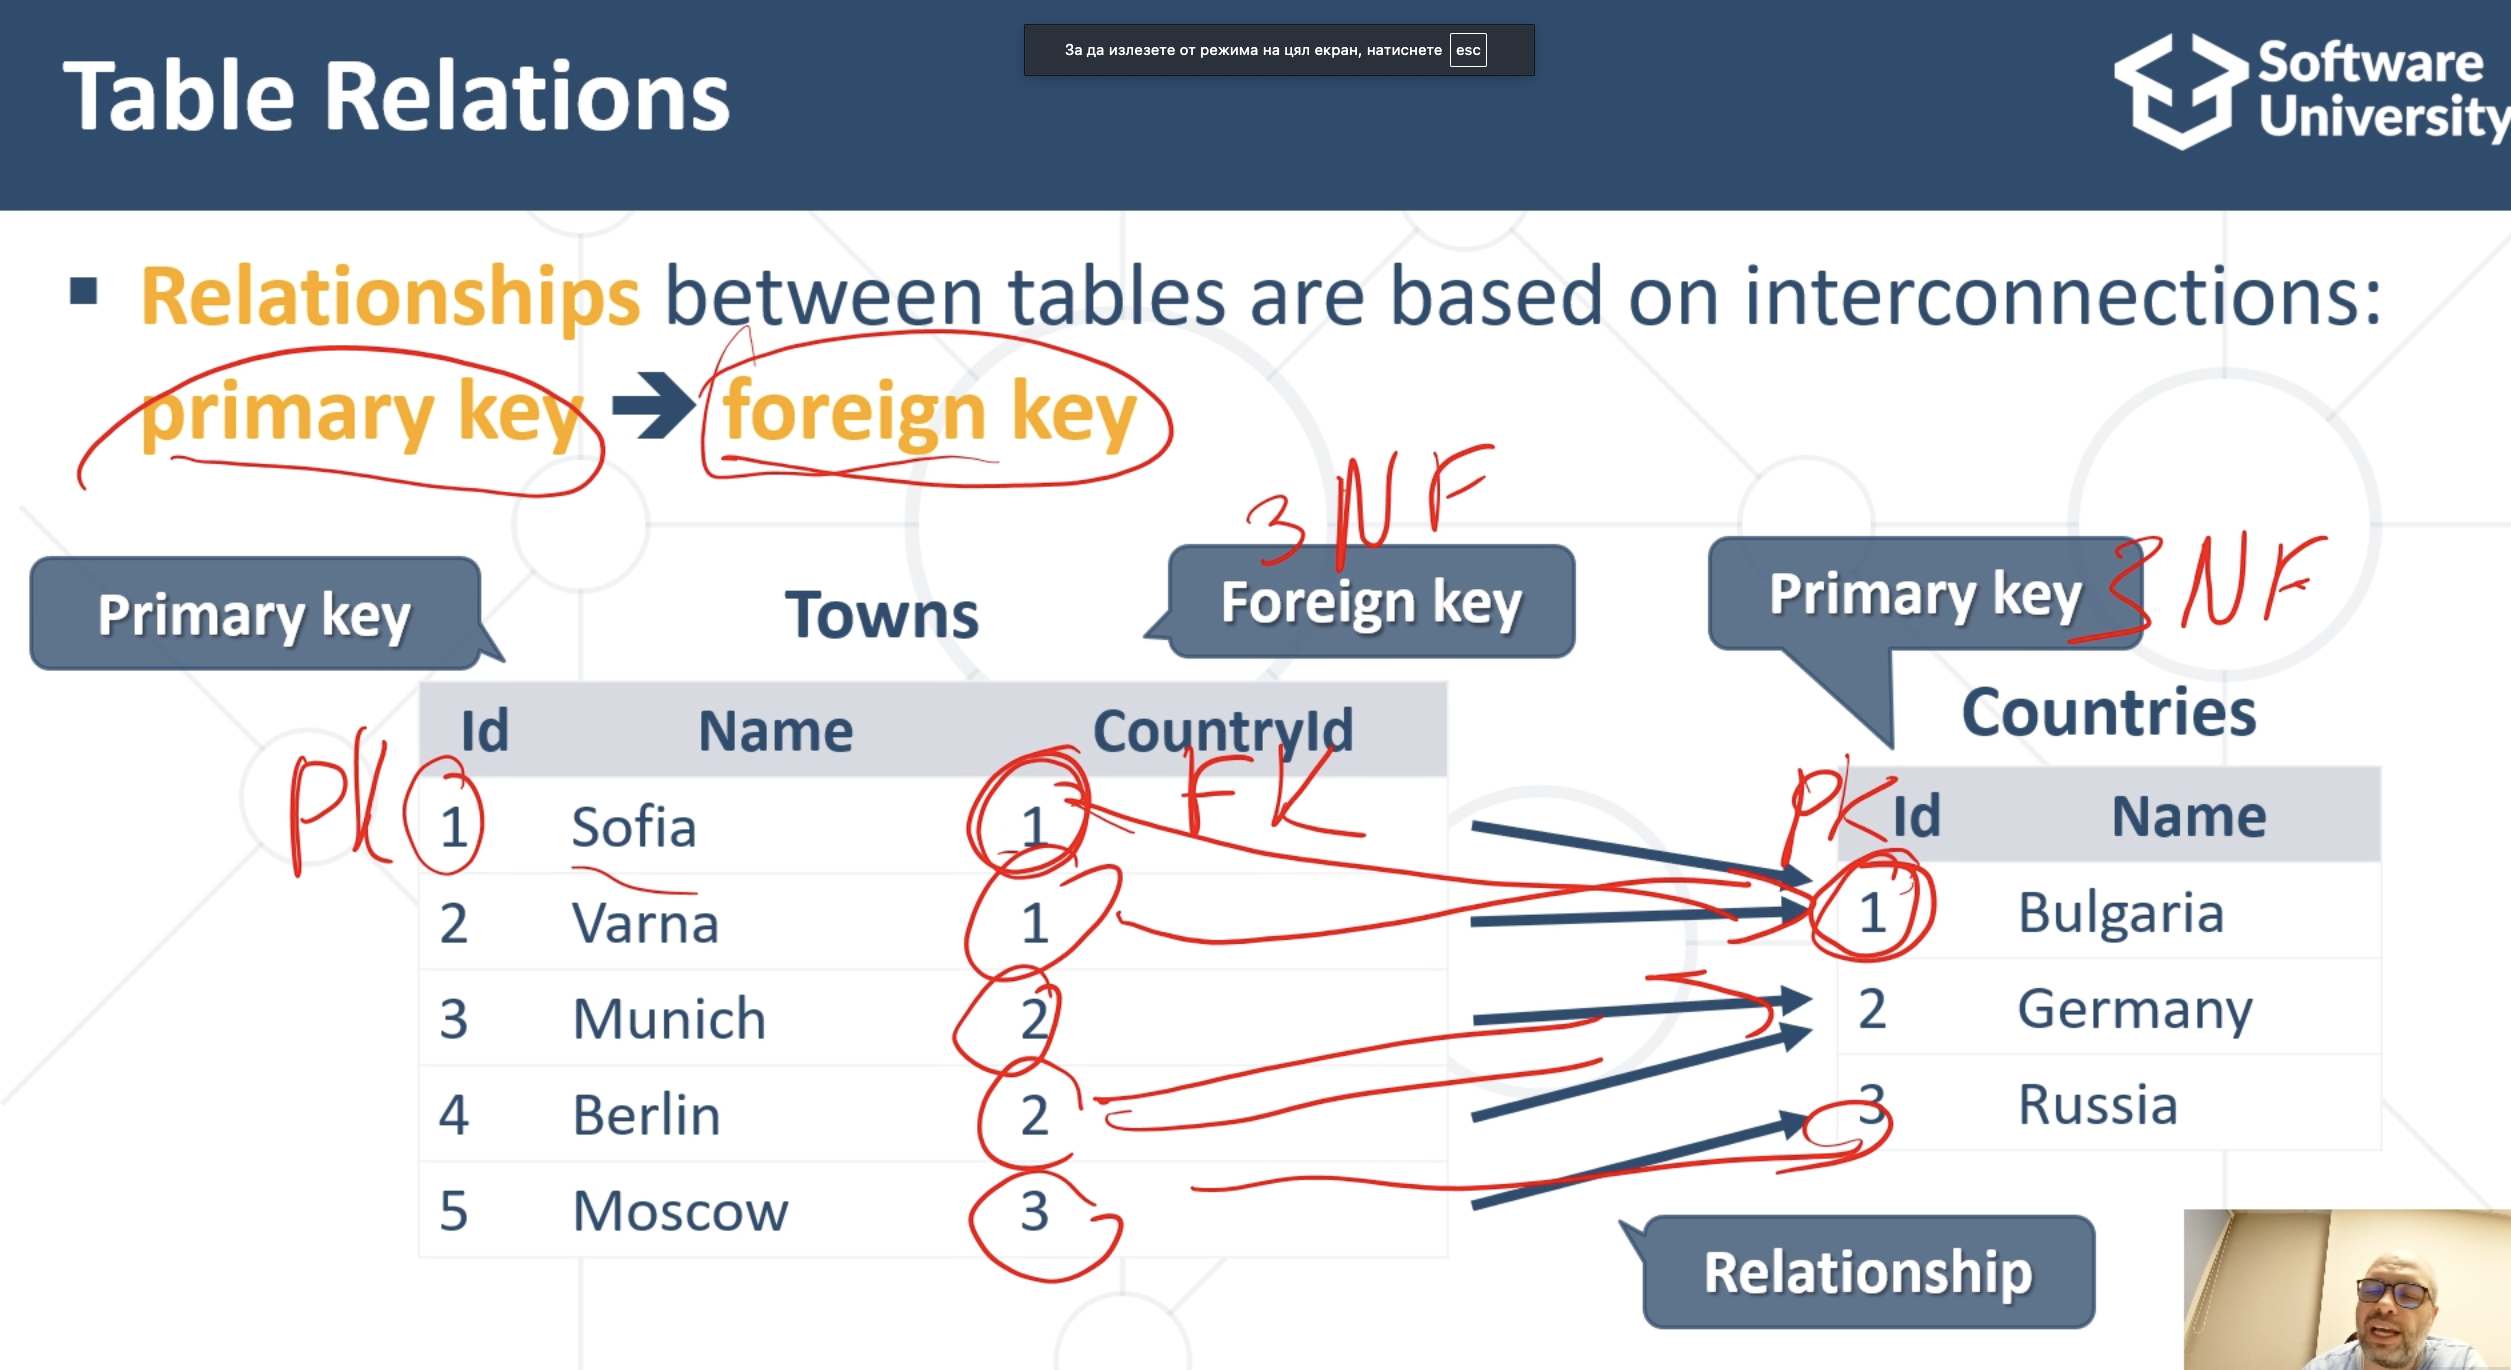 За да излезете от режима на цял екран, натиснете esc
Table Relations
Software
University
Relationships between tables are based on interconnections:
primary key → foreign key
3NF
3NF
Primary key
Towns
Foreign key
Primary key
Countries
Id Name CountryId
PK
FK
1 Sofia 1
2 Varna 1
3 Munich 2
4 Berlin 2
5 Moscow 3
PK
Id Name
1 Bulgaria
2 Germany
3 Russia
Relationship